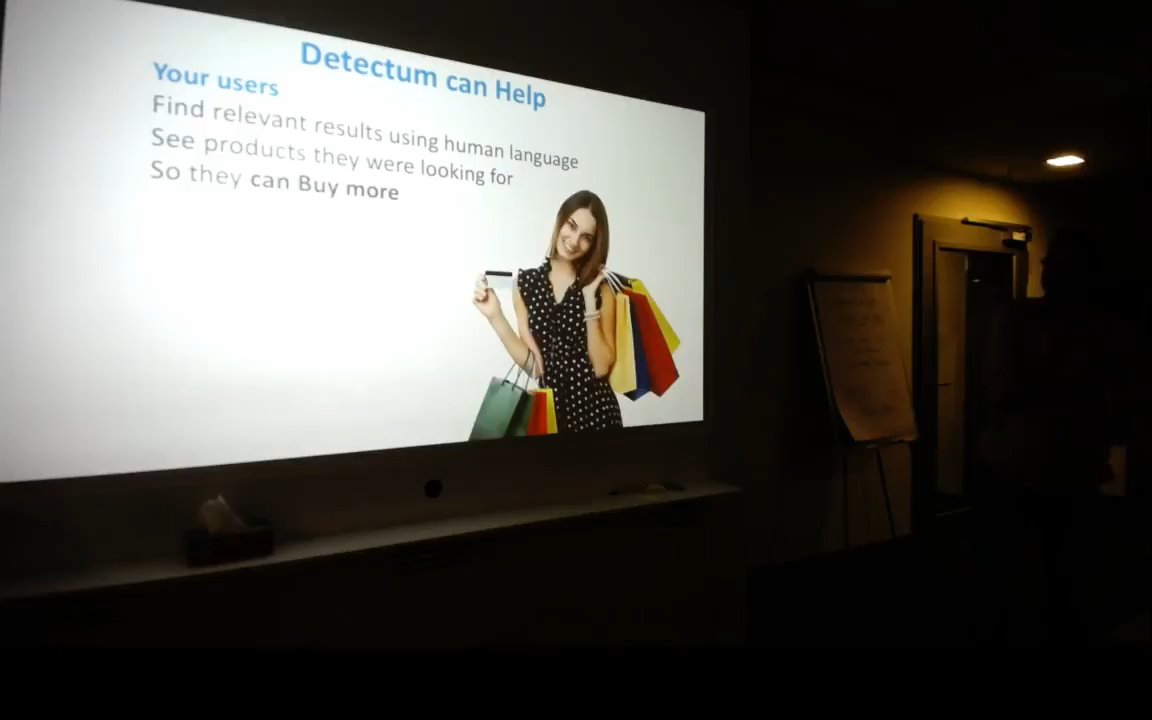 Detectum can Help
Your users
Find relevant results using human language
See products they were looking for
So they can Buy more